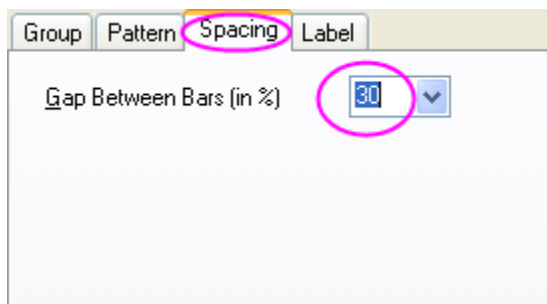 Group Pattern Spacing Label
Gap Between Bars (in %) 30